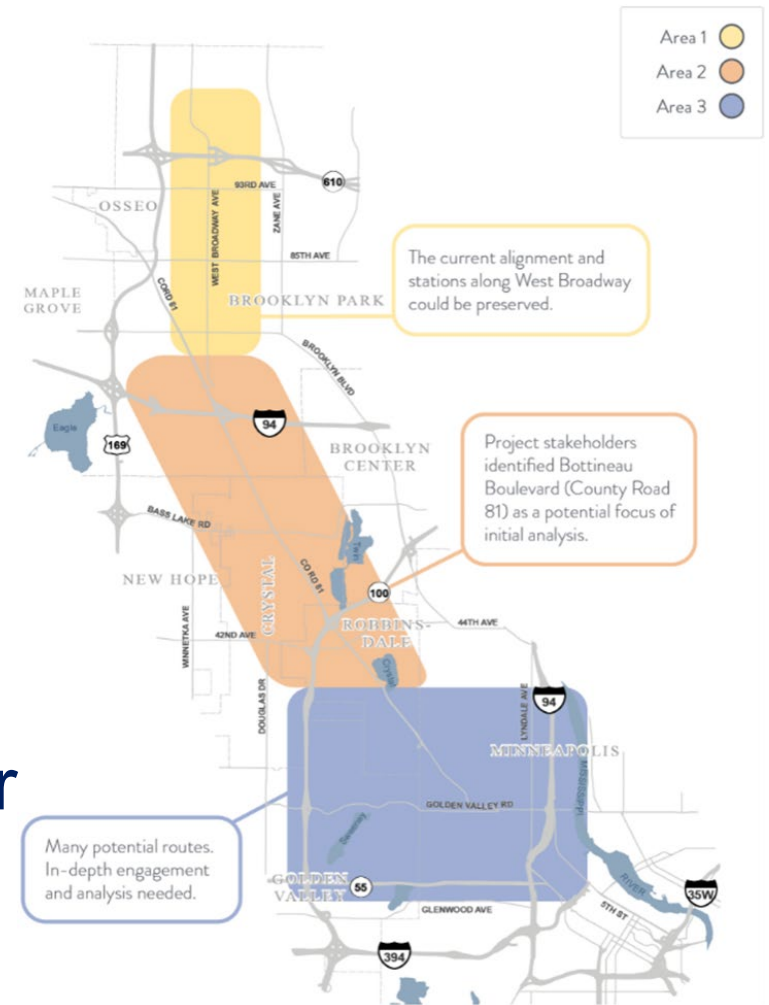 Area 1
Area 2
Area 3
610
93RD AVE
OSSEO
WEST BROADWAY AVE
ZANE AVE
85TH AVE
The current alignment and
stations along West Broadway
could be preserved.
MAPLE
GROVE
CORD 81
BROOKLYN PARK
BROOKLYN BLVD
94
Eagle
169
BROOKLYN
CENTER
Project stakeholders
identified Bottineau
Boulevard (County Road
81) as a potential focus of
initial analysis.
BASS LAKE RD
Twin
NEW HOPE
CRYSTAL
CO RD 81
100
ROBBINS-
DALE
44TH AVE
WINNETKA AVE
42ND AVE
Crystal
DOUGLAS DR
LYNDALE AVE
94
MINNEAPOLIS
MISSISSIPPI
r
GOLDEN VALLEY RD
Many potential routes.
In-depth engagement
and analysis needed.
Sweeney
GOLDEN
VALLEY
55
RIVER
35W
GLENWOOD AVE
5TH ST
394